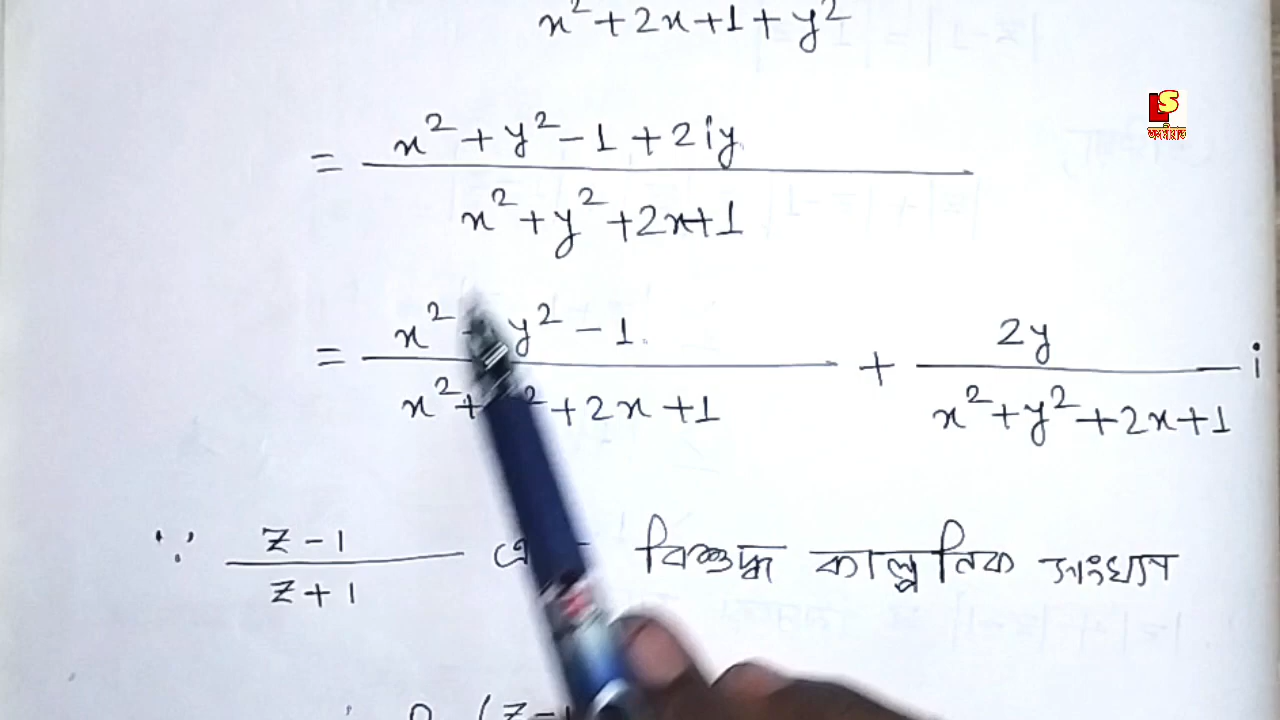 x² + 2x + 1 + y²
= (x² + y² - 1 + 2iy) / (x² + y² + 2x + 1)
= (x² + y² - 1) / (x² + y² + 2x + 1) + (2y) / (x² + y² + 2x + 1) i
∵ (z - 1) / (z + 1) বিশুদ্ধ কাল্পনিক সংখ্যা
LS